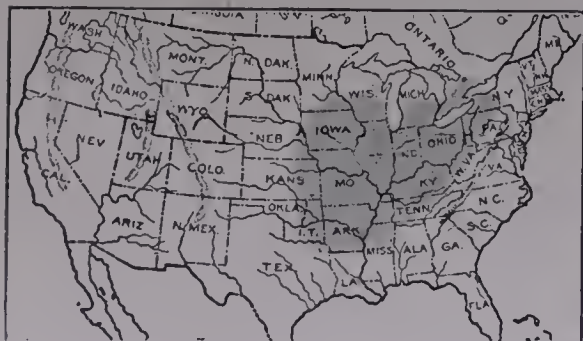 WASH
MONT.
N. DAK.
MINN
ONTARIO
ME.
OREGON
IDAHO
S. DAK.
WIS.
MICH.
N.Y.
VT.
WYO.
NEB
IOWA
PA.
NEV
UTAH
COLO.
KANS
MO
IND.
OHIO
W.VA.
VA.
CAL.
KY
N.C.
ARIZ
N. MEX.
OKLA.
I.T.
ARK.
TENN.
S.C.
TEX
MISS
ALA
GA.
LA.
FLA